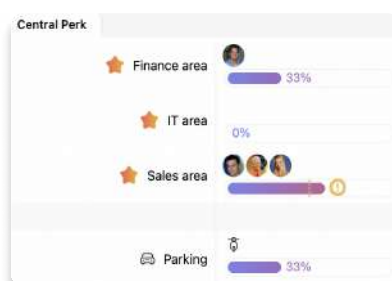 Central Perk
Finance area
33%
IT area
0%
Sales area
Parking
33%